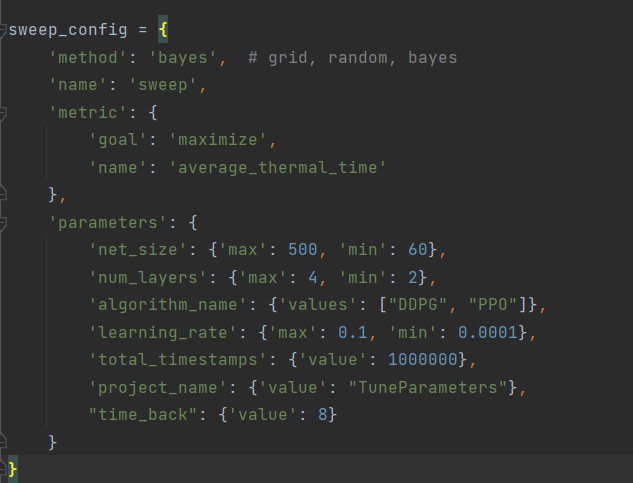 sweep_config = {
    'method': 'bayes',  # grid, random, bayes
    'name': 'sweep',
    'metric': {
        'goal': 'maximize',
        'name': 'average_thermal_time'
    },
    'parameters': {
        'net_size': {'max': 500, 'min': 60},
        'num_layers': {'max': 4, 'min': 2},
        'algorithm_name': {'values': ["DDPG", "PPO"]},
        'learning_rate': {'max': 0.1, 'min': 0.0001},
        'total_timestamps': {'value': 1000000},
        'project_name': {'value': "TuneParameters"},
        "time_back": {'value': 8}
    }
}